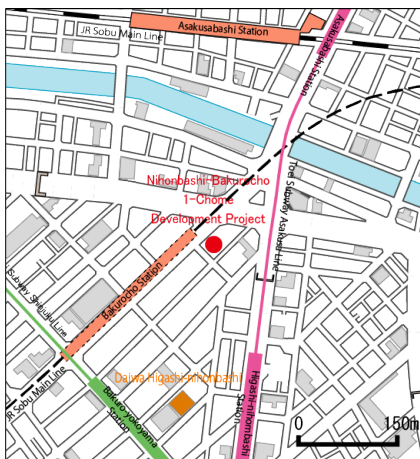 Asakusabashi Station
JR Sobu Main Line
Asakusabashi Station
Nihonbashi-Bakurocho
1-Chome
Development Project
Toei Subway Asakusa Line
Bakurocho Station
Subway Shinjuku Line
Daiwa Higashi-nihonbashi
JR Sobu Main Line
Bakuro-yokoyama
Station
Higashi-nihombashi
Station
0 150m